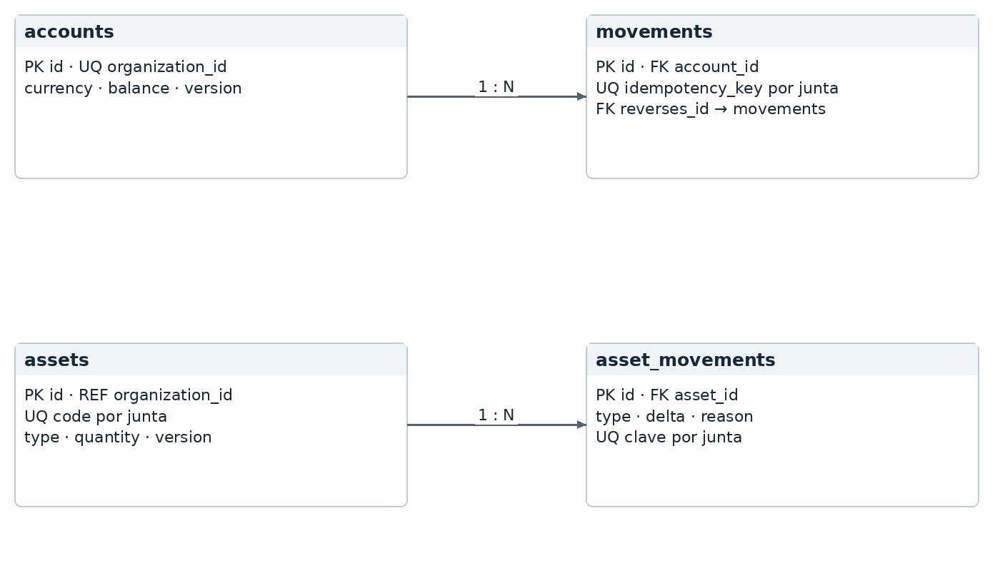 accounts
PK id · UQ organization_id
currency · balance · version
1 : N
movements
PK id · FK account_id
UQ idempotency_key por junta
FK reverses_id → movements
assets
PK id · REF organization_id
UQ code por junta
type · quantity · version
1 : N
asset_movements
PK id · FK asset_id
type · delta · reason
UQ clave por junta